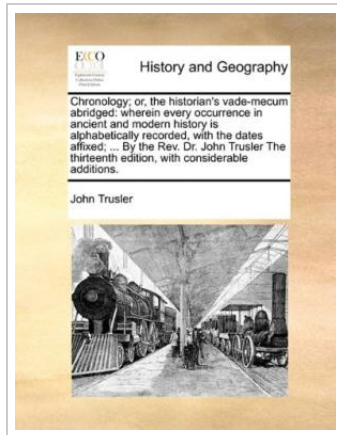 ECCO
History and Geography
Chronology; or, the historian's vade-mecum
abridged: wherein every occurrence in
ancient and modern history is
alphabetically recorded, with the dates
affixed; ... By the Rev. Dr. John Trusler The
thirteenth edition, with considerable
additions.
John Trusler